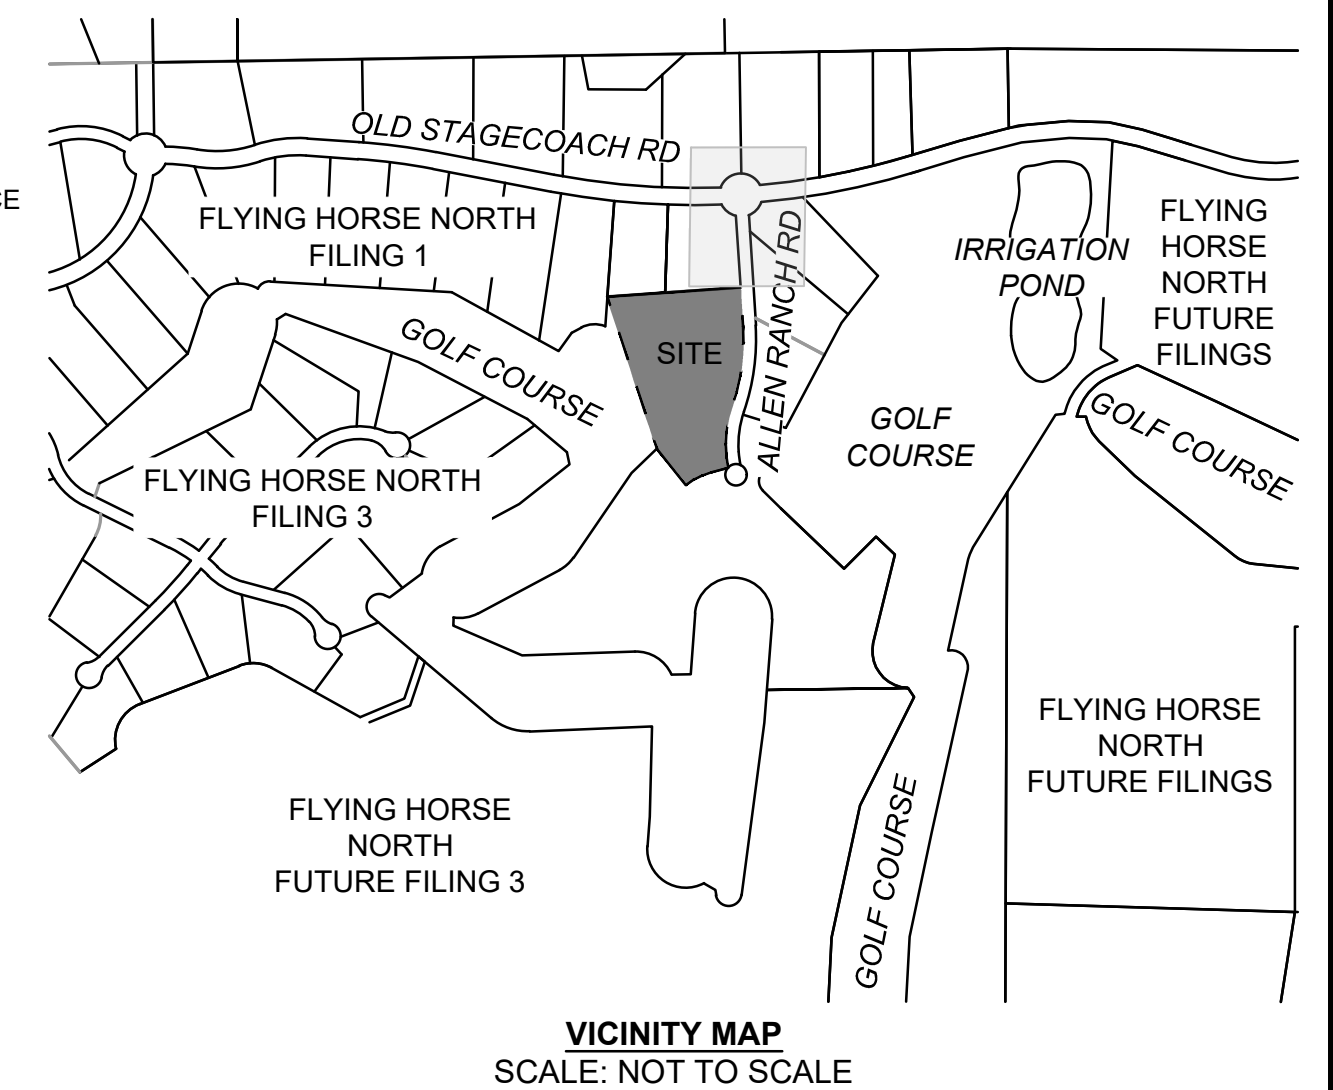 OLD STAGECOACH RD
CE
FLYING HORSE NORTH
FILING 1
ALLEN RANCH RD
IRRIGATION
POND
FLYING
HORSE
NORTH
FUTURE
FILINGS
GOLF COURSE
SITE
GOLF
COURSE
GOLF COURSE
FLYING HORSE NORTH
FILING 3
FLYING HORSE
NORTH
FUTURE FILINGS
FLYING HORSE
NORTH
FUTURE FILING 3
GOLF COURSE
VICINITY MAP
SCALE: NOT TO SCALE